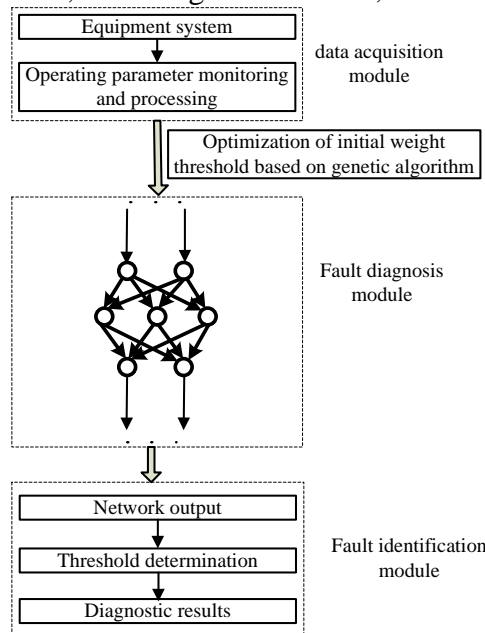 Equipment system
Operating parameter monitoring
and processing
data acquisition
module
Optimization of initial weight
threshold based on genetic algorithm
. . .
Fault diagnosis
module
. . .
Network output
Threshold determination
Diagnostic results
Fault identification
module